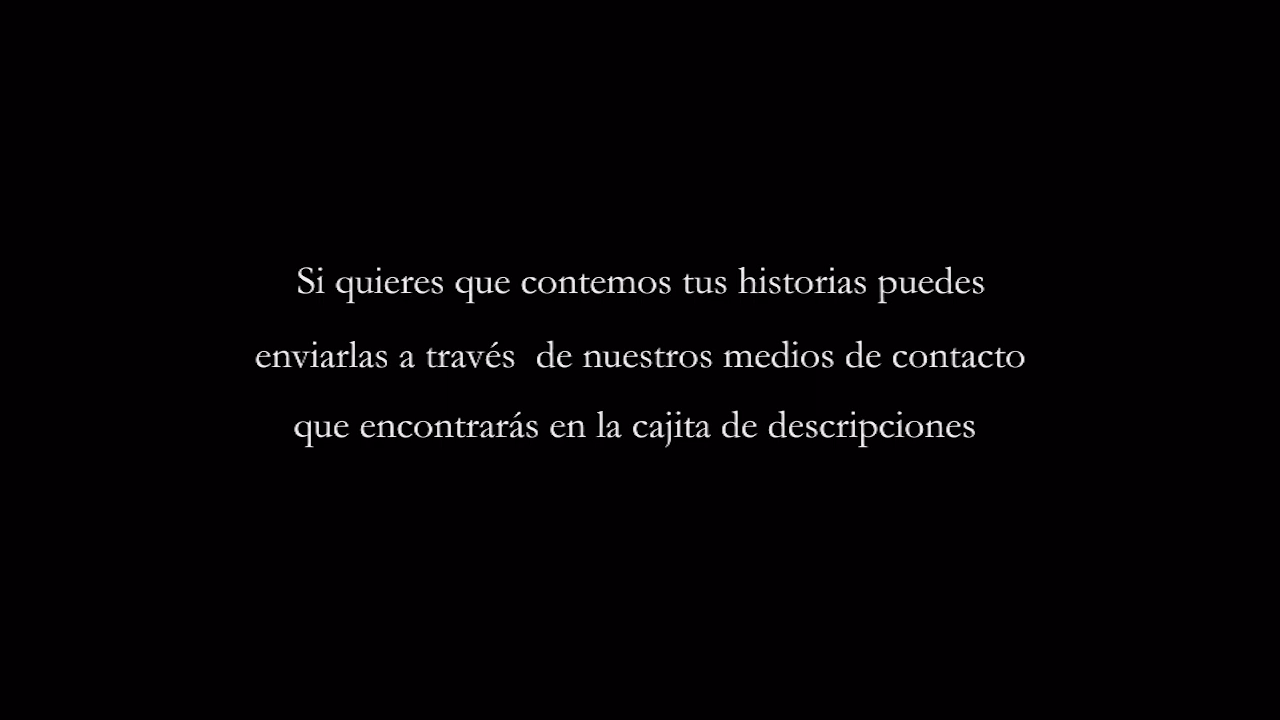 Si quieres que contemos tus historias puedes
enviarlas a través  de nuestros medios de contacto
que encontrarás en la cajita de descripciones